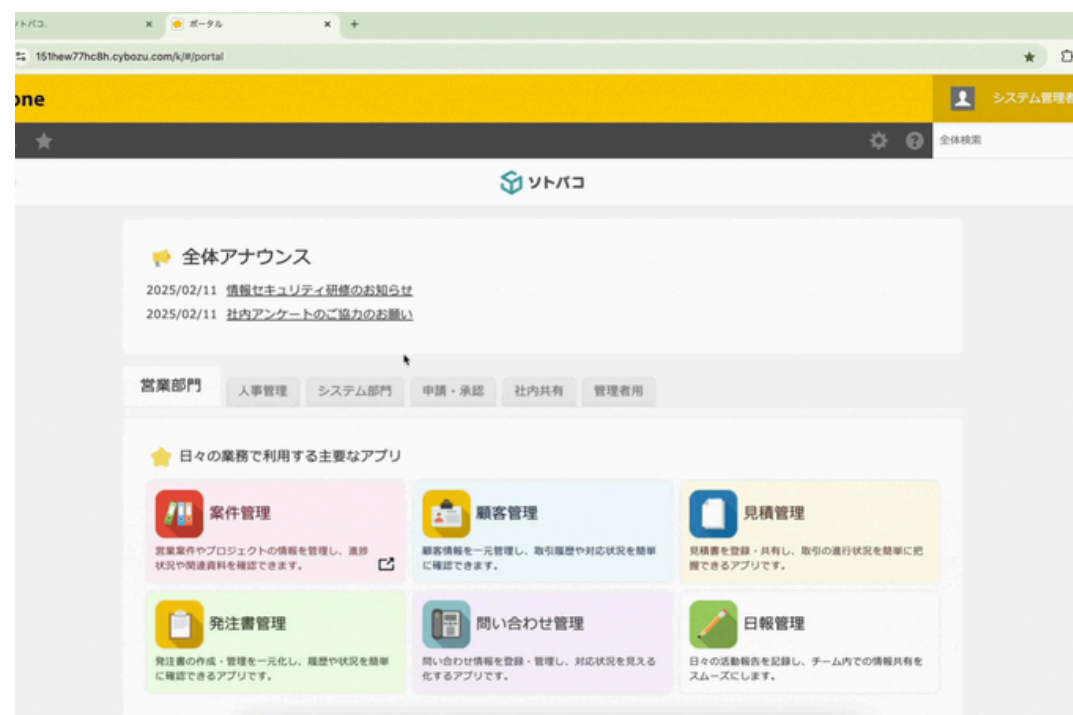 ソトバコ.
ポータル
151hew77hc8h.cybozu.com/k/#/portal
one
システム管理者
全体検索
ソトバコ
全体アナウンス
2025/02/11 情報セキュリティ研修のお知らせ
2025/02/11 社内アンケートのご協力のお願い
営業部門 人事管理 システム部門 申請・承認 社内共有 管理者用
日々の業務で利用する主要なアプリ
案件管理
営業案件やプロジェクトの情報を管理し、進捗
状況や関連資料を確認できます。
顧客管理
顧客情報を一元管理し、取引履歴や対応状況を簡単
に確認できます。
見積管理
見積書を登録・共有し、取引の進行状況を簡単に把
握できるアプリです。
発注書管理
発注書の作成・管理を一元化し、履歴や状況を簡単
に確認できるアプリです。
問い合わせ管理
問い合わせ情報を登録・管理し、対応状況を見える
化するアプリです。
日報管理
日々の活動報告を記録し、チーム内での情報共有を
スムーズにします。